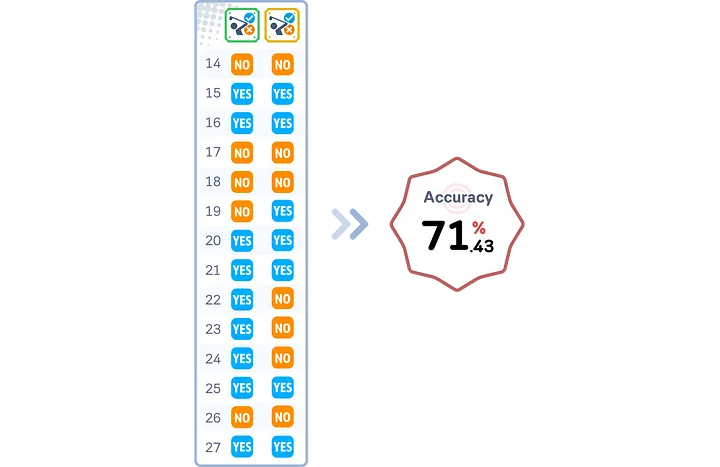 14 NO NO
15 YES YES
16 YES YES
17 NO NO
18 NO NO
19 NO YES
20 YES YES
21 YES YES
22 YES NO
23 YES NO
24 YES NO
25 YES YES
26 NO NO
27 YES YES
Accuracy
71.43%